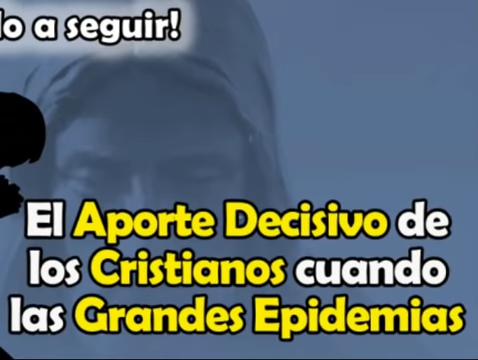 lo a seguir!
El Aporte Decisivo de
los Cristianos cuando
las Grandes Epidemias